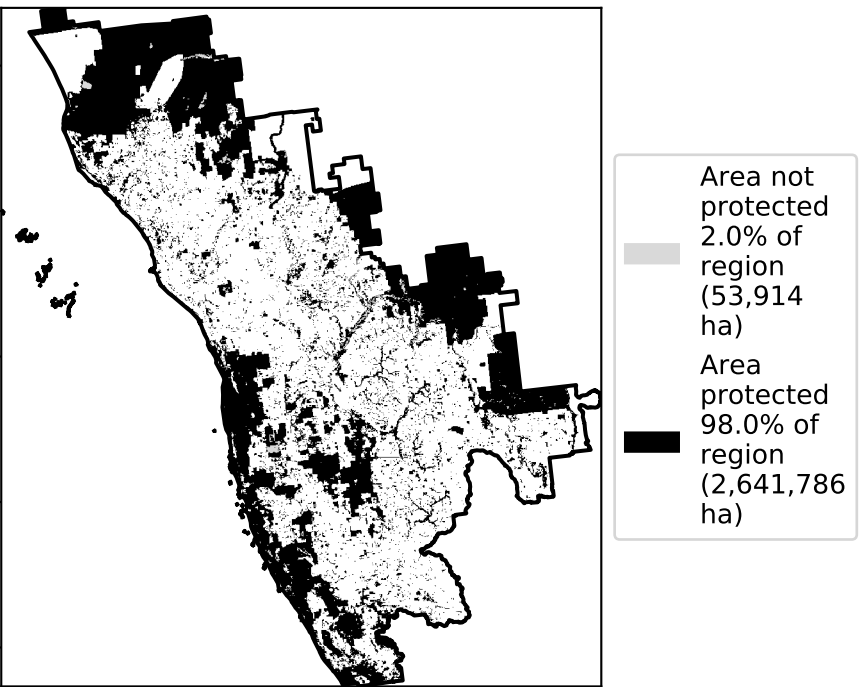 Area not
protected
2.0% of
region
(53,914
ha)
Area
protected
98.0% of
region
(2,641,786
ha)